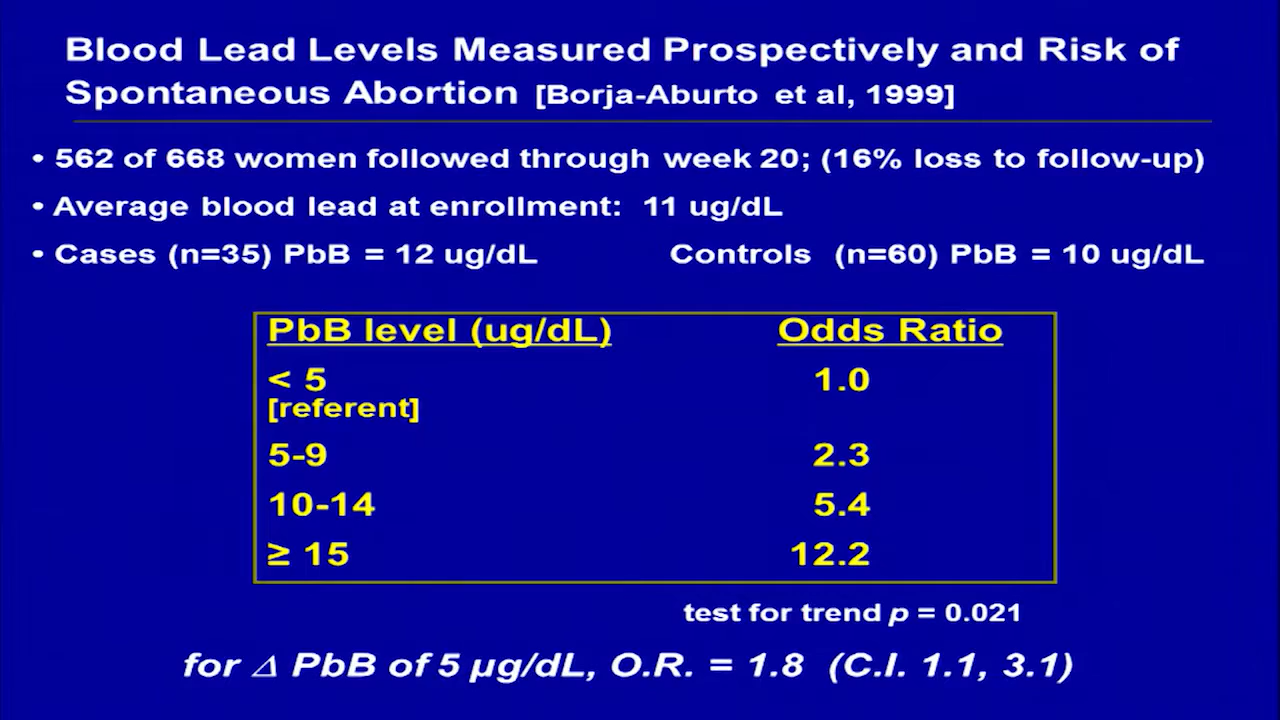 Blood Lead Levels Measured Prospectively and Risk of
Spontaneous Abortion [Borja-Aburto et al, 1999]
• 562 of 668 women followed through week 20; (16% loss to follow-up)
• Average blood lead at enrollment: 11 ug/dL
• Cases (n=35) PbB = 12 ug/dL Controls (n=60) PbB = 10 ug/dL
PbB level (ug/dL) Odds Ratio
< 5 1.0
[referent]
5-9 2.3
10-14 5.4
≥ 15 12.2
test for trend p = 0.021
for Δ PbB of 5 µg/dL, O.R. = 1.8 (C.I. 1.1, 3.1)